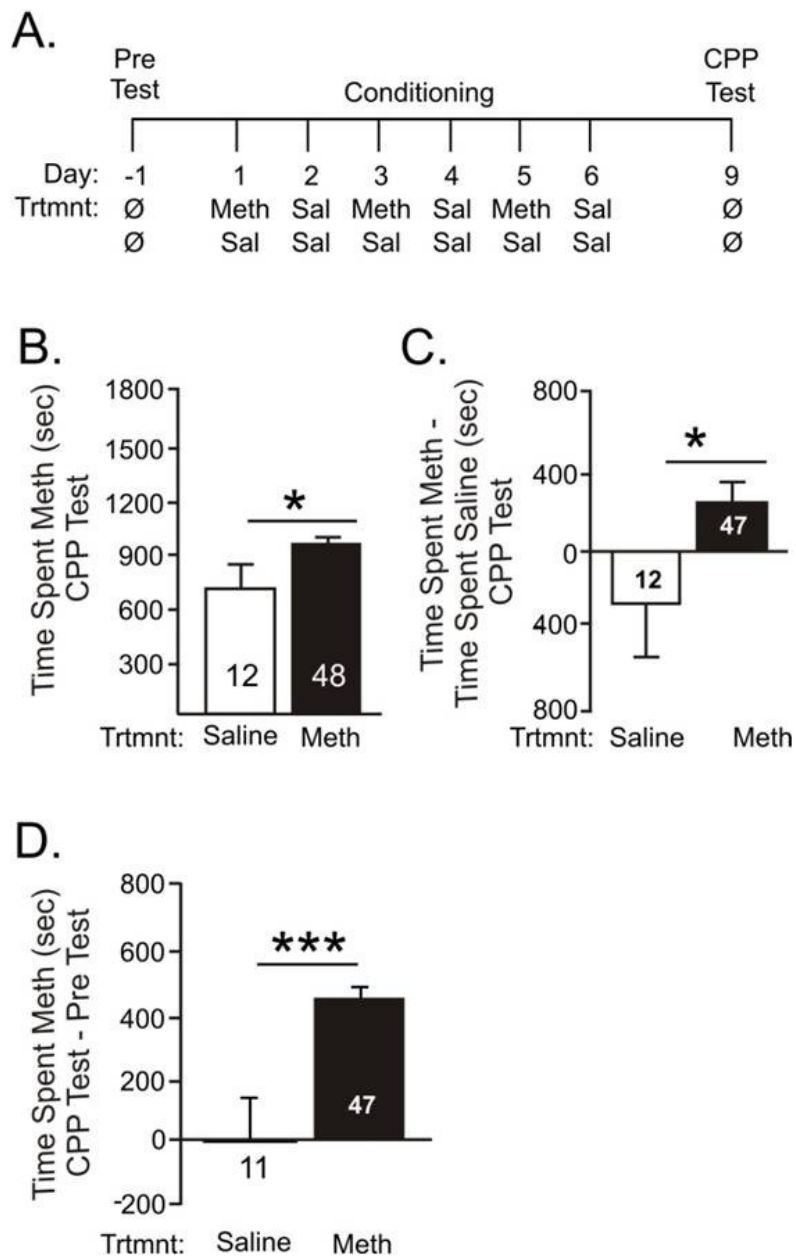 A.
Pre Test
Conditioning
CPP Test
Day: -1 1 2 3 4 5 6 9
Trtmnt: Ø Meth Sal Meth Sal Meth Sal Ø
Ø Sal Sal Sal Sal Sal Sal Ø
B.
Time Spent Meth (sec)
CPP Test
1800
1500
1200
900
600
300
*
12
48
Trtmnt: Saline Meth
C.
Time Spent Meth -
Time Spent Saline (sec)
CPP Test
800
400
0
400
800
*
47
12
Trtmnt: Saline Meth
D.
Time Spent Meth (sec)
CPP Test - Pre Test
800
600
400
200
0
-200
***
47
11
Trtmnt: Saline Meth